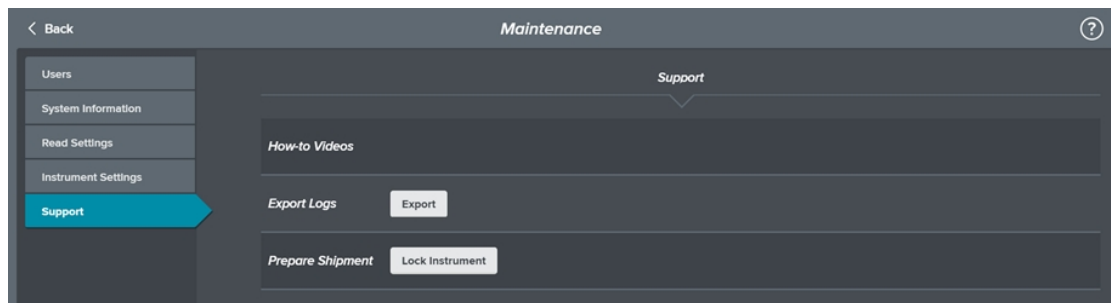 Back
Maintenance
?
Users
System Information
Read Settings
Instrument Settings
Support
Support
How-to Videos
Export Logs
Export
Prepare Shipment
Lock Instrument